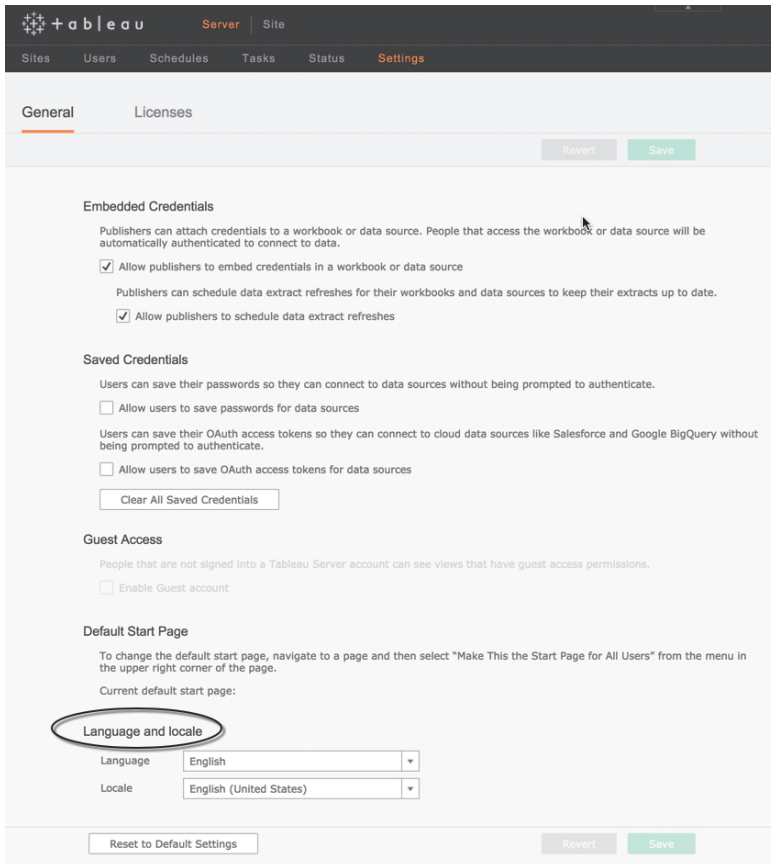 + a b l e a u Server Site
Sites Users Schedules Tasks Status Settings
General Licenses
Revert Save
Embedded Credentials
Publishers can attach credentials to a workbook or data source. People that access the workbook or data source will be
automatically authenticated to connect to data.
Allow publishers to embed credentials in a workbook or data source
Publishers can schedule data extract refreshes for their workbooks and data sources to keep their extracts up to date.
Allow publishers to schedule data extract refreshes
Saved Credentials
Users can save their passwords so they can connect to data sources without being prompted to authenticate.
Allow users to save passwords for data sources
Users can save their OAuth access tokens so they can connect to cloud data sources like Salesforce and Google BigQuery without
being prompted to authenticate.
Allow users to save OAuth access tokens for data sources
Clear All Saved Credentials
Guest Access
People that are not signed into a Tableau Server account can see views that have guest access permissions.
Enable Guest account
Default Start Page
To change the default start page, navigate to a page and then select “Make This the Start Page for All Users” from the menu in
the upper right corner of the page.
Current default start page:
Language and locale
Language English
Locale English (United States)
Reset to Default Settings Revert Save